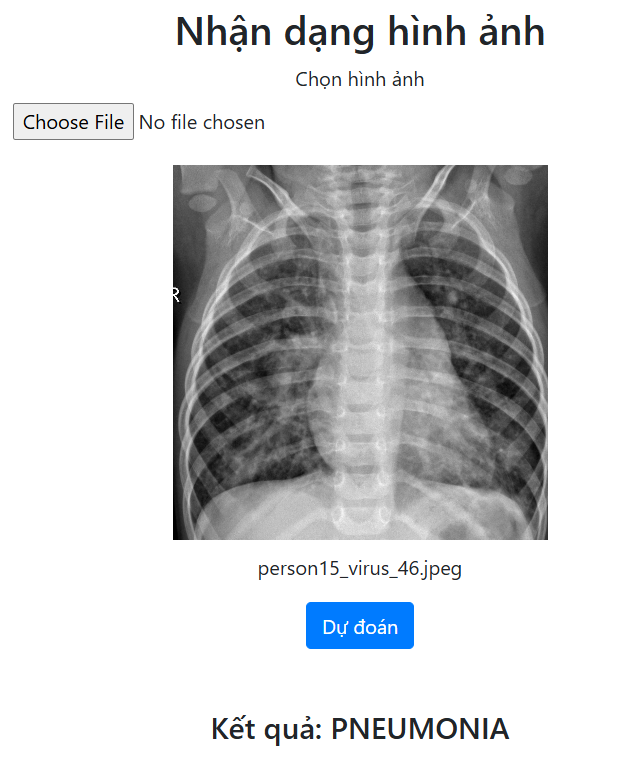 Nhận dạng hình ảnh
Chọn hình ảnh
Choose File No file chosen
R
person15_virus_46.jpeg
Dự đoán
Kết quả: PNEUMONIA